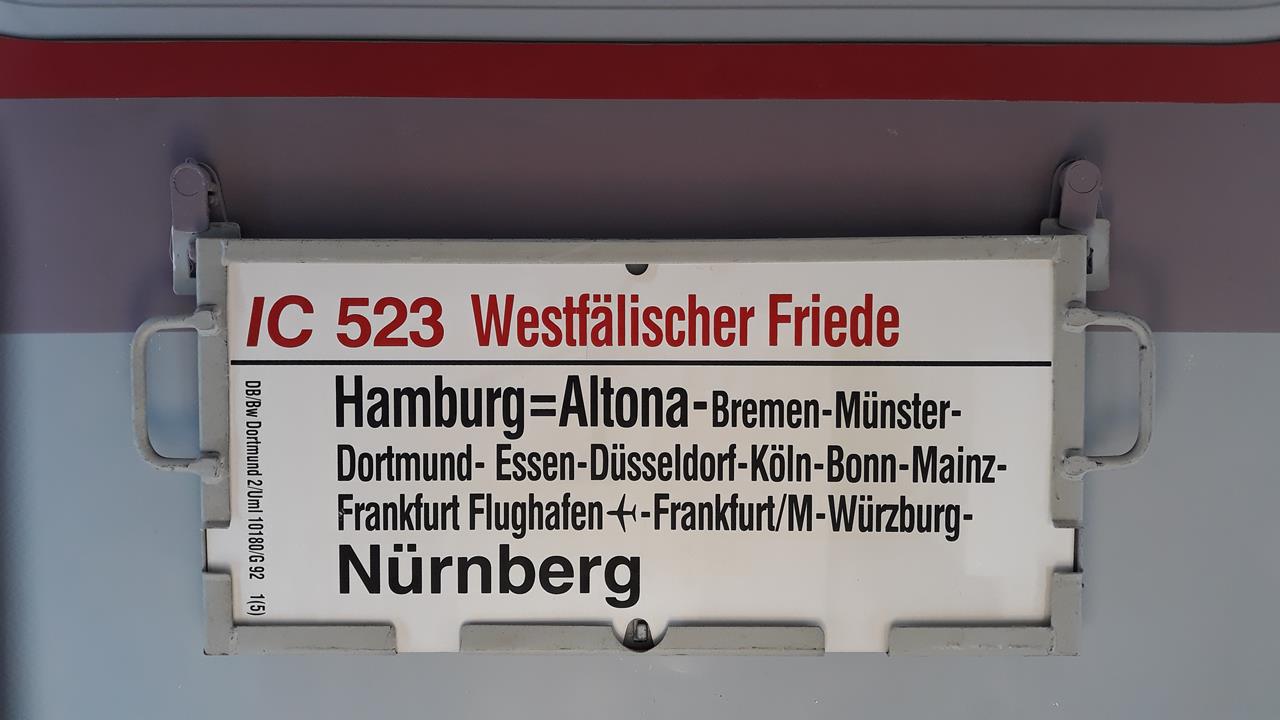 IC 523 Westfälischer Friede
Hamburg=Altona-Bremen-Münster-
Dortmund- Essen-Düsseldorf-Köln-Bonn-Mainz-
Frankfurt Flughafen✈-Frankfurt/M-Würzburg-
Nürnberg
DB/Bw Dortmund 2/Uml 10180/G 92 1(5)